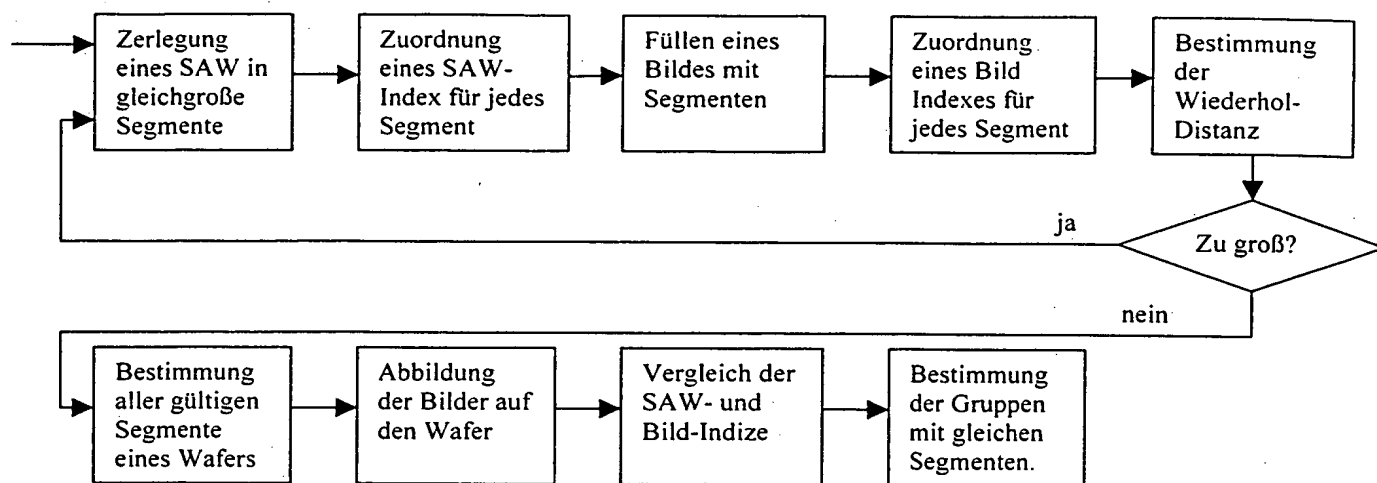 Zerlegung
eines SAW in
gleichgroße
Segmente
Zuordnung
eines SAW-
Index für jedes
Segment
Füllen eines
Bildes mit
Segmenten
Zuordnung
eines Bild
Indexes für
jedes Segment
Bestimmung
der
Wiederhol-
Distanz
Zu groß?
ja
nein
Bestimmung
aller gültigen
Segmente
eines Wafers
Abbildung
der Bilder auf
den Wafer
Vergleich der
SAW- und
Bild-Indize
Bestimmung
der Gruppen
mit gleichen
Segmenten.